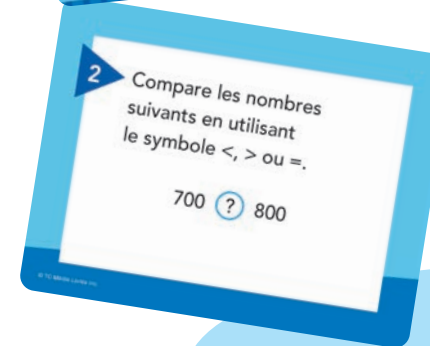 2
Compare les nombres
suivants en utilisant
le symbole <, > ou =.
700 ? 800